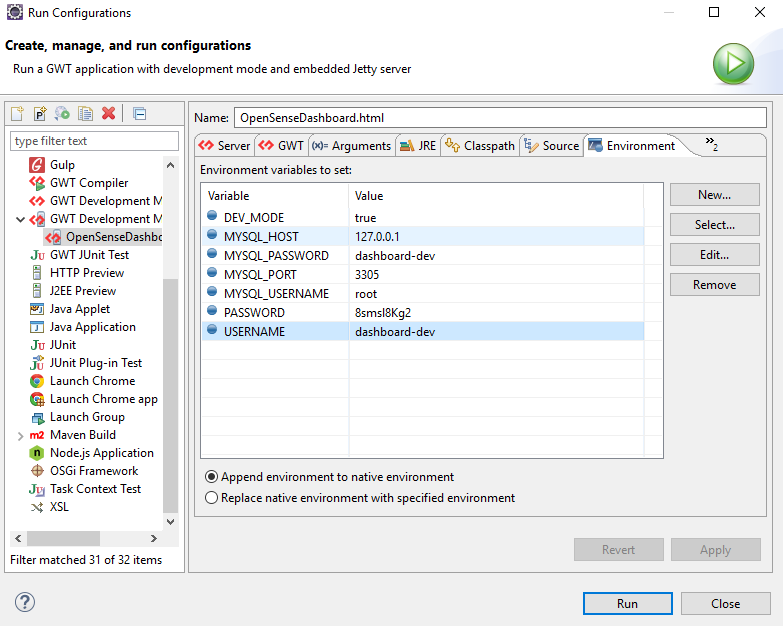 Run Configurations
Create, manage, and run configurations
Run a GWT application with development mode and embedded Jetty server
type filter text
Gulp
GWT Compiler
GWT Development M
GWT Development M
OpenSenseDashbo
GWT JUnit Test
HTTP Preview
J2EE Preview
Java Applet
Java Application
JUnit
JUnit Plug-in Test
Launch Chrome
Launch Chrome app
Launch Group
Maven Build
Node.js Application
OSGi Framework
Task Context Test
XSL
Filter matched 31 of 32 items
Name: OpenSenseDashboard.html
Server GWT Arguments JRE Classpath Source Environment »2
Environment variables to set:
Variable Value
DEV_MODE true
MYSQL_HOST 127.0.0.1
MYSQL_PASSWORD dashboard-dev
MYSQL_PORT 3305
MYSQL_USERNAME root
PASSWORD 8smsl8Kg2
USERNAME dashboard-dev
New...
Select...
Edit...
Remove
Append environment to native environment
Replace native environment with specified environment
Revert Apply
Run Close